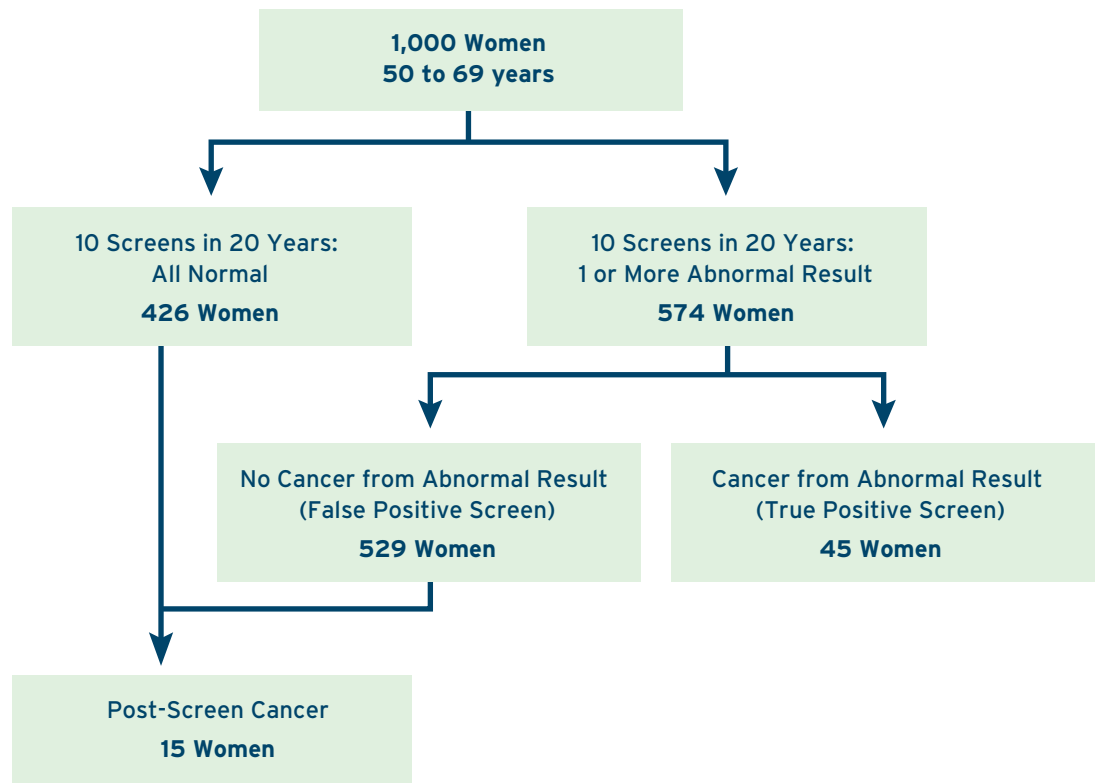 1,000 Women
50 to 69 years
10 Screens in 20 Years:
All Normal
426 Women
10 Screens in 20 Years:
1 or More Abnormal Result
574 Women
No Cancer from Abnormal Result
(False Positive Screen)
529 Women
Cancer from Abnormal Result
(True Positive Screen)
45 Women
Post-Screen Cancer
15 Women